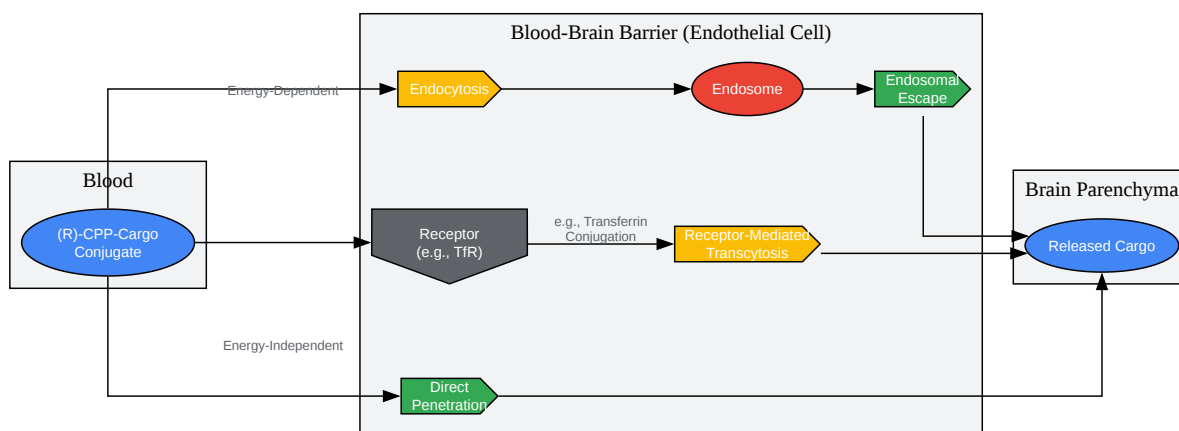 Blood-Brain Barrier (Endothelial Cell)
Energy-Dependent
Endocytosis
Endosome
Endosomal
Escape
Blood
(R)-CPP-Cargo
Conjugate
Receptor
(e.g., TfR)
e.g., Transferrin
Conjugation
Receptor-Mediated
Transcytosis
Brain Parenchyma
Released Cargo
Energy-Independent
Direct
Penetration